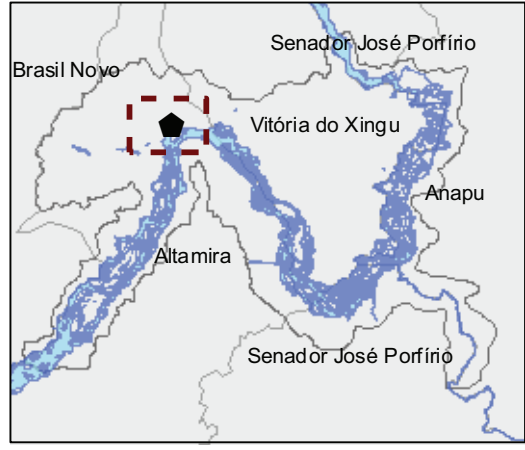 Senador José Porfírio
Brasil Novo
Vitória do Xingu
Anapu
Altamira
Senador José Porfírio